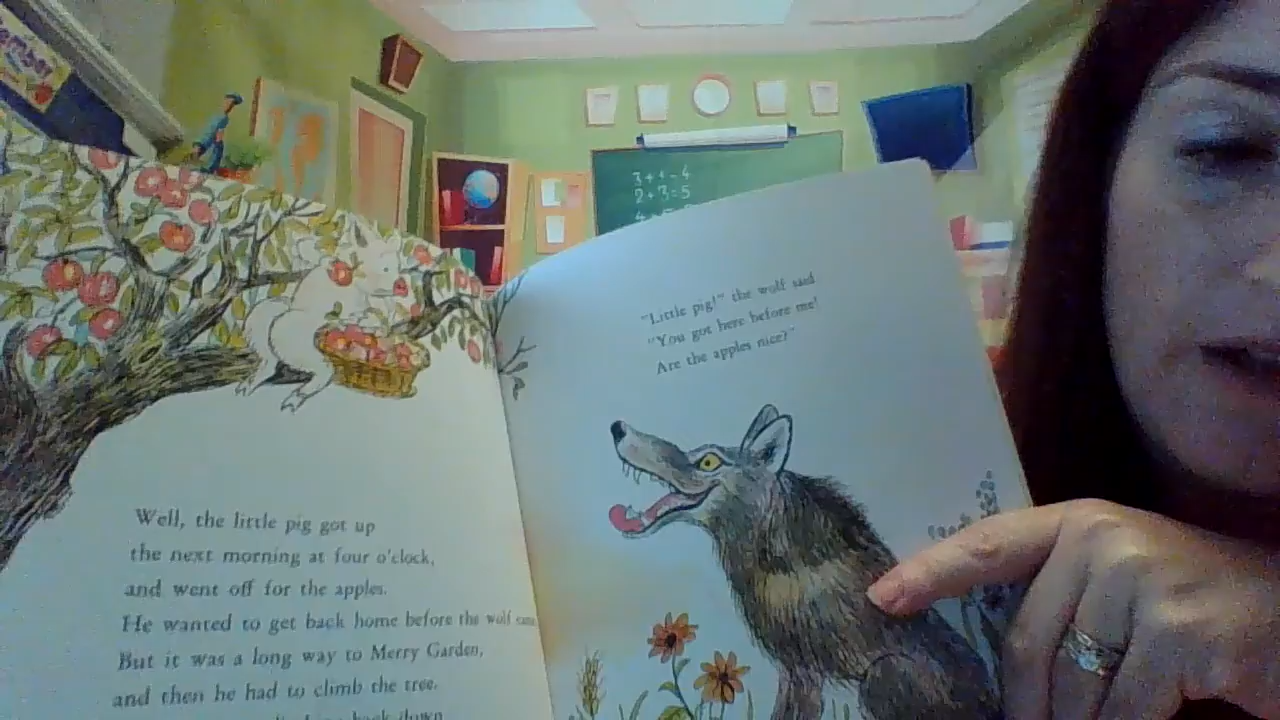 3+1=4
2+3=5
Well, the little pig got up
the next morning at four o'clock,
and went off for the apples.
He wanted to get back home before the wolf came
But it was a long way to Merry Garden,
and then he had to climb the tree.
back down
"Little pig!" the wolf said
"You got here before me!
Are the apples nice?"